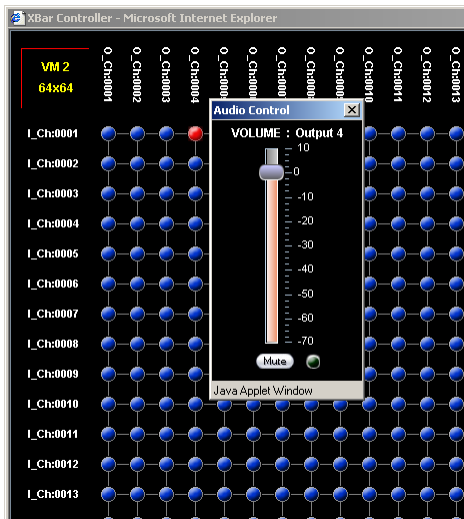 XBar Controller - Microsoft Internet Explorer
VM 2
64x64
O_Ch:0001
O_Ch:0002
O_Ch:0003
O_Ch:0004
O_Ch:0011
O_Ch:0012
O_Ch:0013
Audio Control
VOLUME : Output 4
10
0
-10
-20
-30
-40
-50
-60
-70
Mute
Java Applet Window
I_Ch:0001
I_Ch:0002
I_Ch:0003
I_Ch:0004
I_Ch:0005
I_Ch:0006
I_Ch:0007
I_Ch:0008
I_Ch:0009
I_Ch:0010
I_Ch:0011
I_Ch:0012
I_Ch:0013